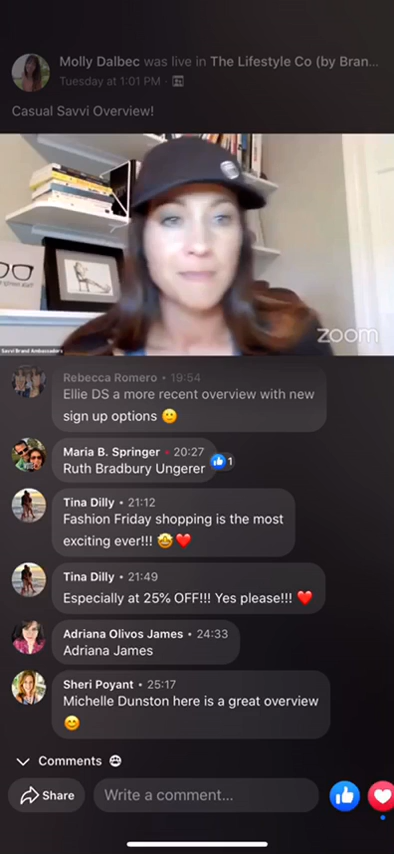 Molly Dalbec was live in The Lifestyle Co (by Bran...
Tuesday at 1:01 PM ·
Casual Savvi Overview!
zoom
Savvi Brand Ambassadors
Rebecca Romero • 19:54
Ellie DS a more recent overview with new
sign up options 🙂
Maria B. Springer • 20:27
Ruth Bradbury Ungerer
1
Tina Dilly • 21:12
Fashion Friday shopping is the most
exciting ever!!! 🤩❤️
Tina Dilly • 21:49
Especially at 25% OFF!!! Yes please!!! ❤️
Adriana Olivos James • 24:33
Adriana James
Sheri Poyant • 25:17
Michelle Dunston here is a great overview
😊
Comments
Share
Write a comment...